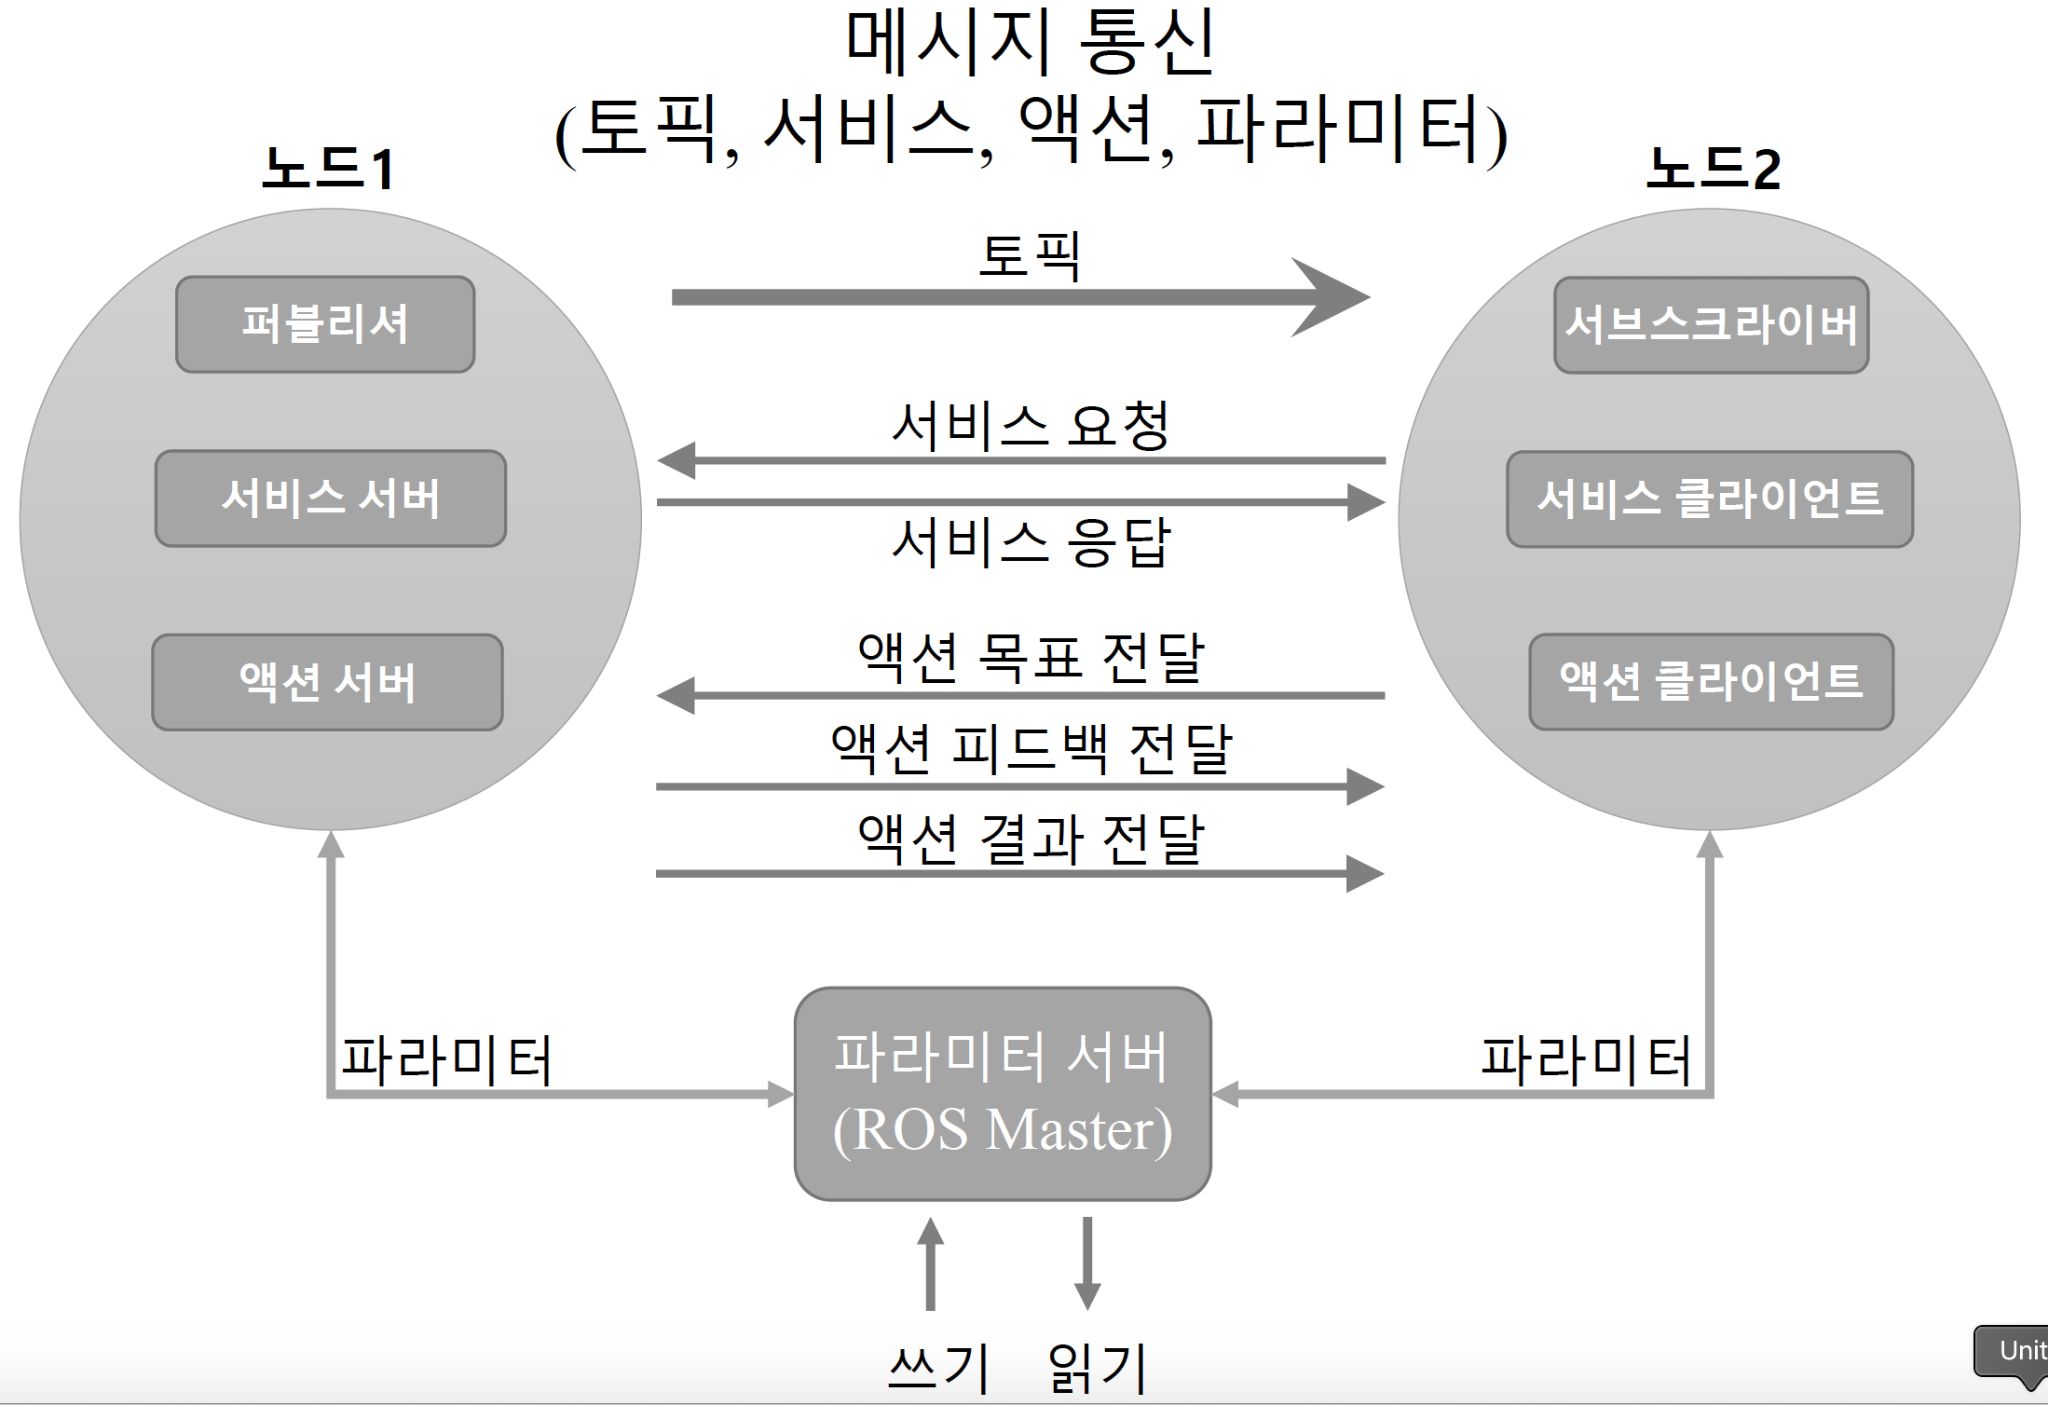 메시지 통신
(토픽, 서비스, 액션, 파라미터)
노드1
노드2
토픽
퍼블리셔
서브스크라이버
서비스 요청
서비스 서버
서비스 클라이언트
서비스 응답
액션 목표 전달
액션 서버
액션 클라이언트
액션 피드백 전달
액션 결과 전달
파라미터
파라미터 서버
(ROS Master)
파라미터
쓰기
읽기
Unit